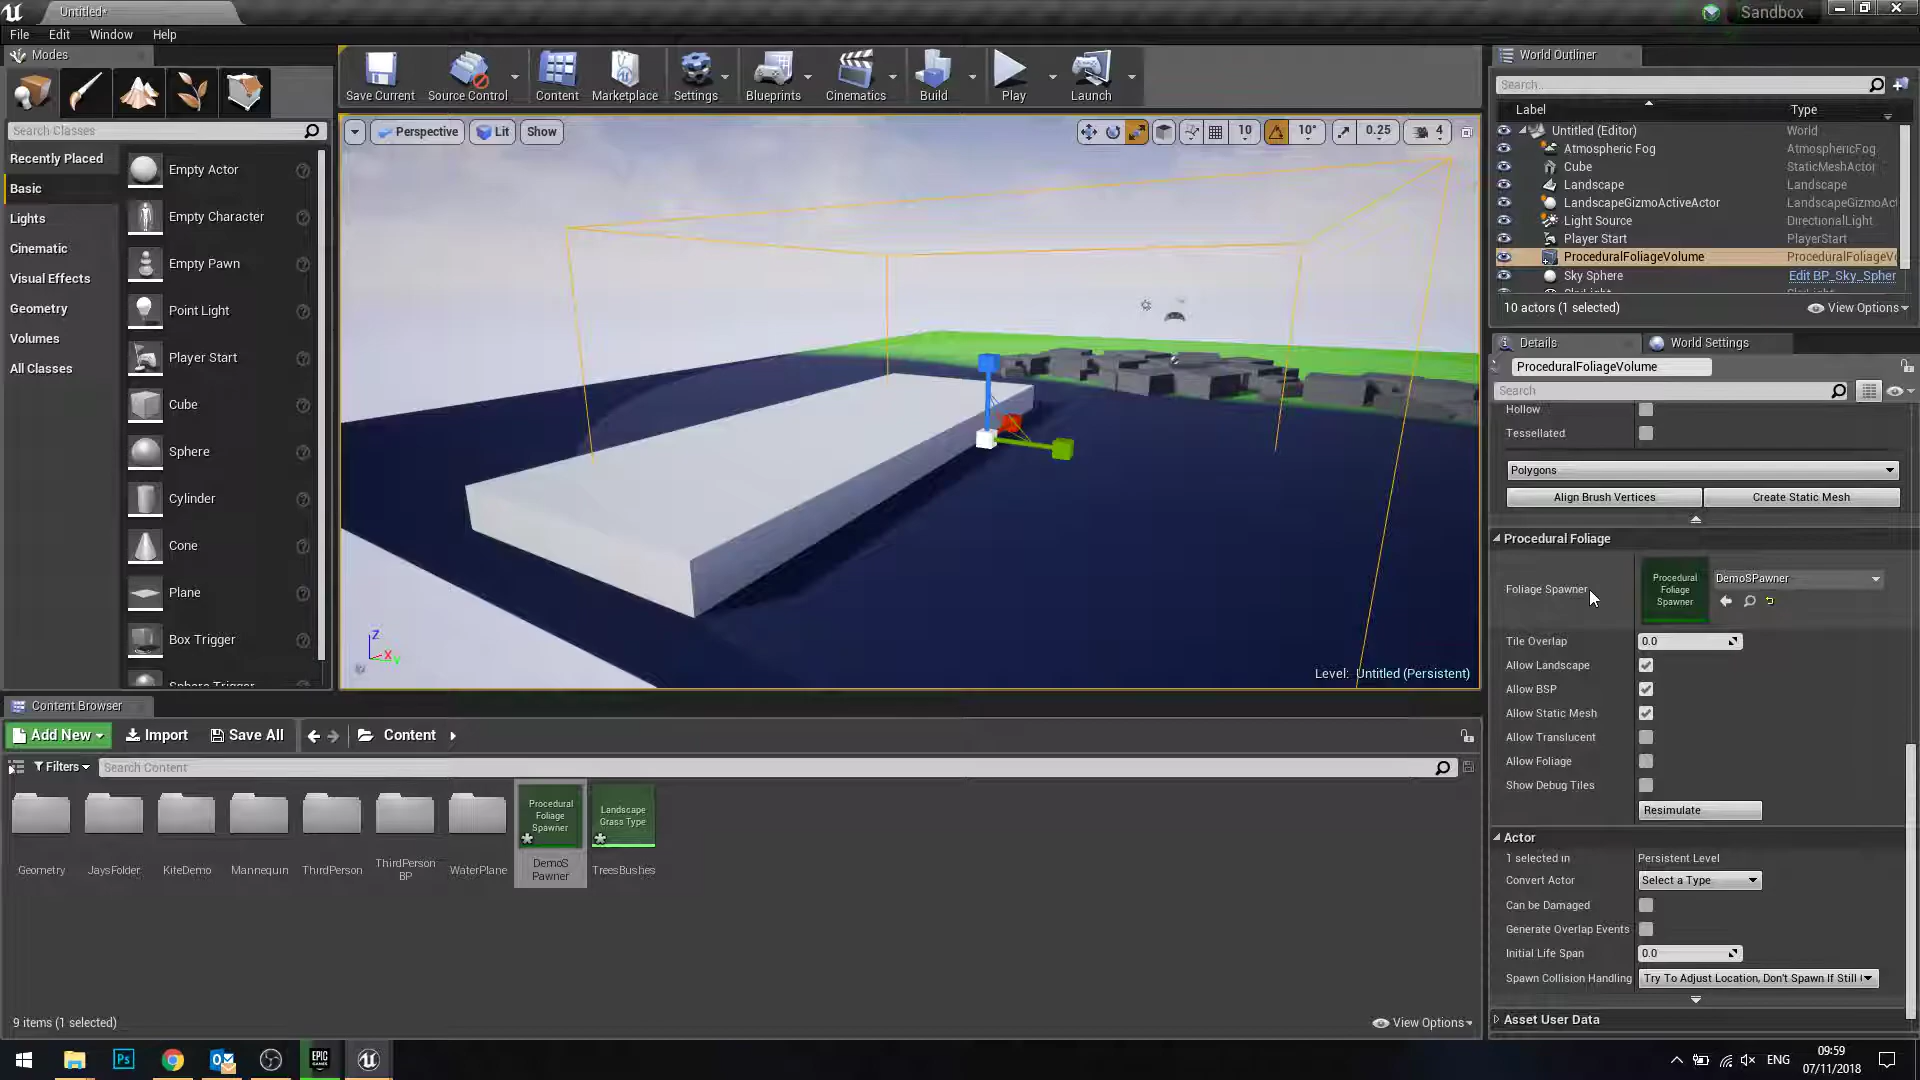 Untitled*
Sandbox
File Edit Window Help
Modes
Search Classes
Recently Placed
Basic
Lights
Cinematic
Visual Effects
Geometry
Volumes
All Classes
Empty Actor
Empty Character
Empty Pawn
Point Light
Player Start
Cube
Sphere
Cylinder
Cone
Plane
Box Trigger
Sphere Trigger
Save Current
Source Control
Content
Marketplace
Settings
Blueprints
Cinematics
Build
Play
Launch
Perspective Lit Show
10 10° 0.25 4
Z
X
Y
Level: Untitled (Persistent)
World Outliner
Search...
Label Type
Untitled (Editor) World
Atmospheric Fog AtmosphericFog
Cube StaticMeshActor
Landscape Landscape
LandscapeGizmoActiveActor LandscapeGizmoAct
Light Source DirectionalLight
Player Start PlayerStart
ProceduralFoliageVolume ProceduralFoliageV
Sky Sphere Edit BP_Sky_Spher
10 actors (1 selected) View Options
Details World Settings
ProceduralFoliageVolume
Search
Hollow
Tessellated
Polygons
Align Brush Vertices Create Static Mesh
Procedural Foliage
Foliage Spawner
Procedural
Foliage
Spawner
DemoSPawner
Tile Overlap 0.0
Allow Landscape
Allow BSP
Allow Static Mesh
Allow Translucent
Allow Foliage
Show Debug Tiles
Resimulate
Actor
1 selected in Persistent Level
Convert Actor Select a Type
Can be Damaged
Generate Overlap Events
Initial Life Span 0.0
Spawn Collision Handling Try To Adjust Location, Don't Spawn If Still
Asset User Data
Content Browser
Add New Import Save All Content
Filters Search Content
Procedural
Foliage
Spawner
Landscape
Grass Type
Geometry
JaysFolder
KiteDemo
Mannequin
ThirdPerson
ThirdPerson
BP
WaterPlane
DemoS
Pawner
TreesBushes
9 items (1 selected) View Options
Ps
EPIC
GAMES
ENG
09:59
07/11/2018